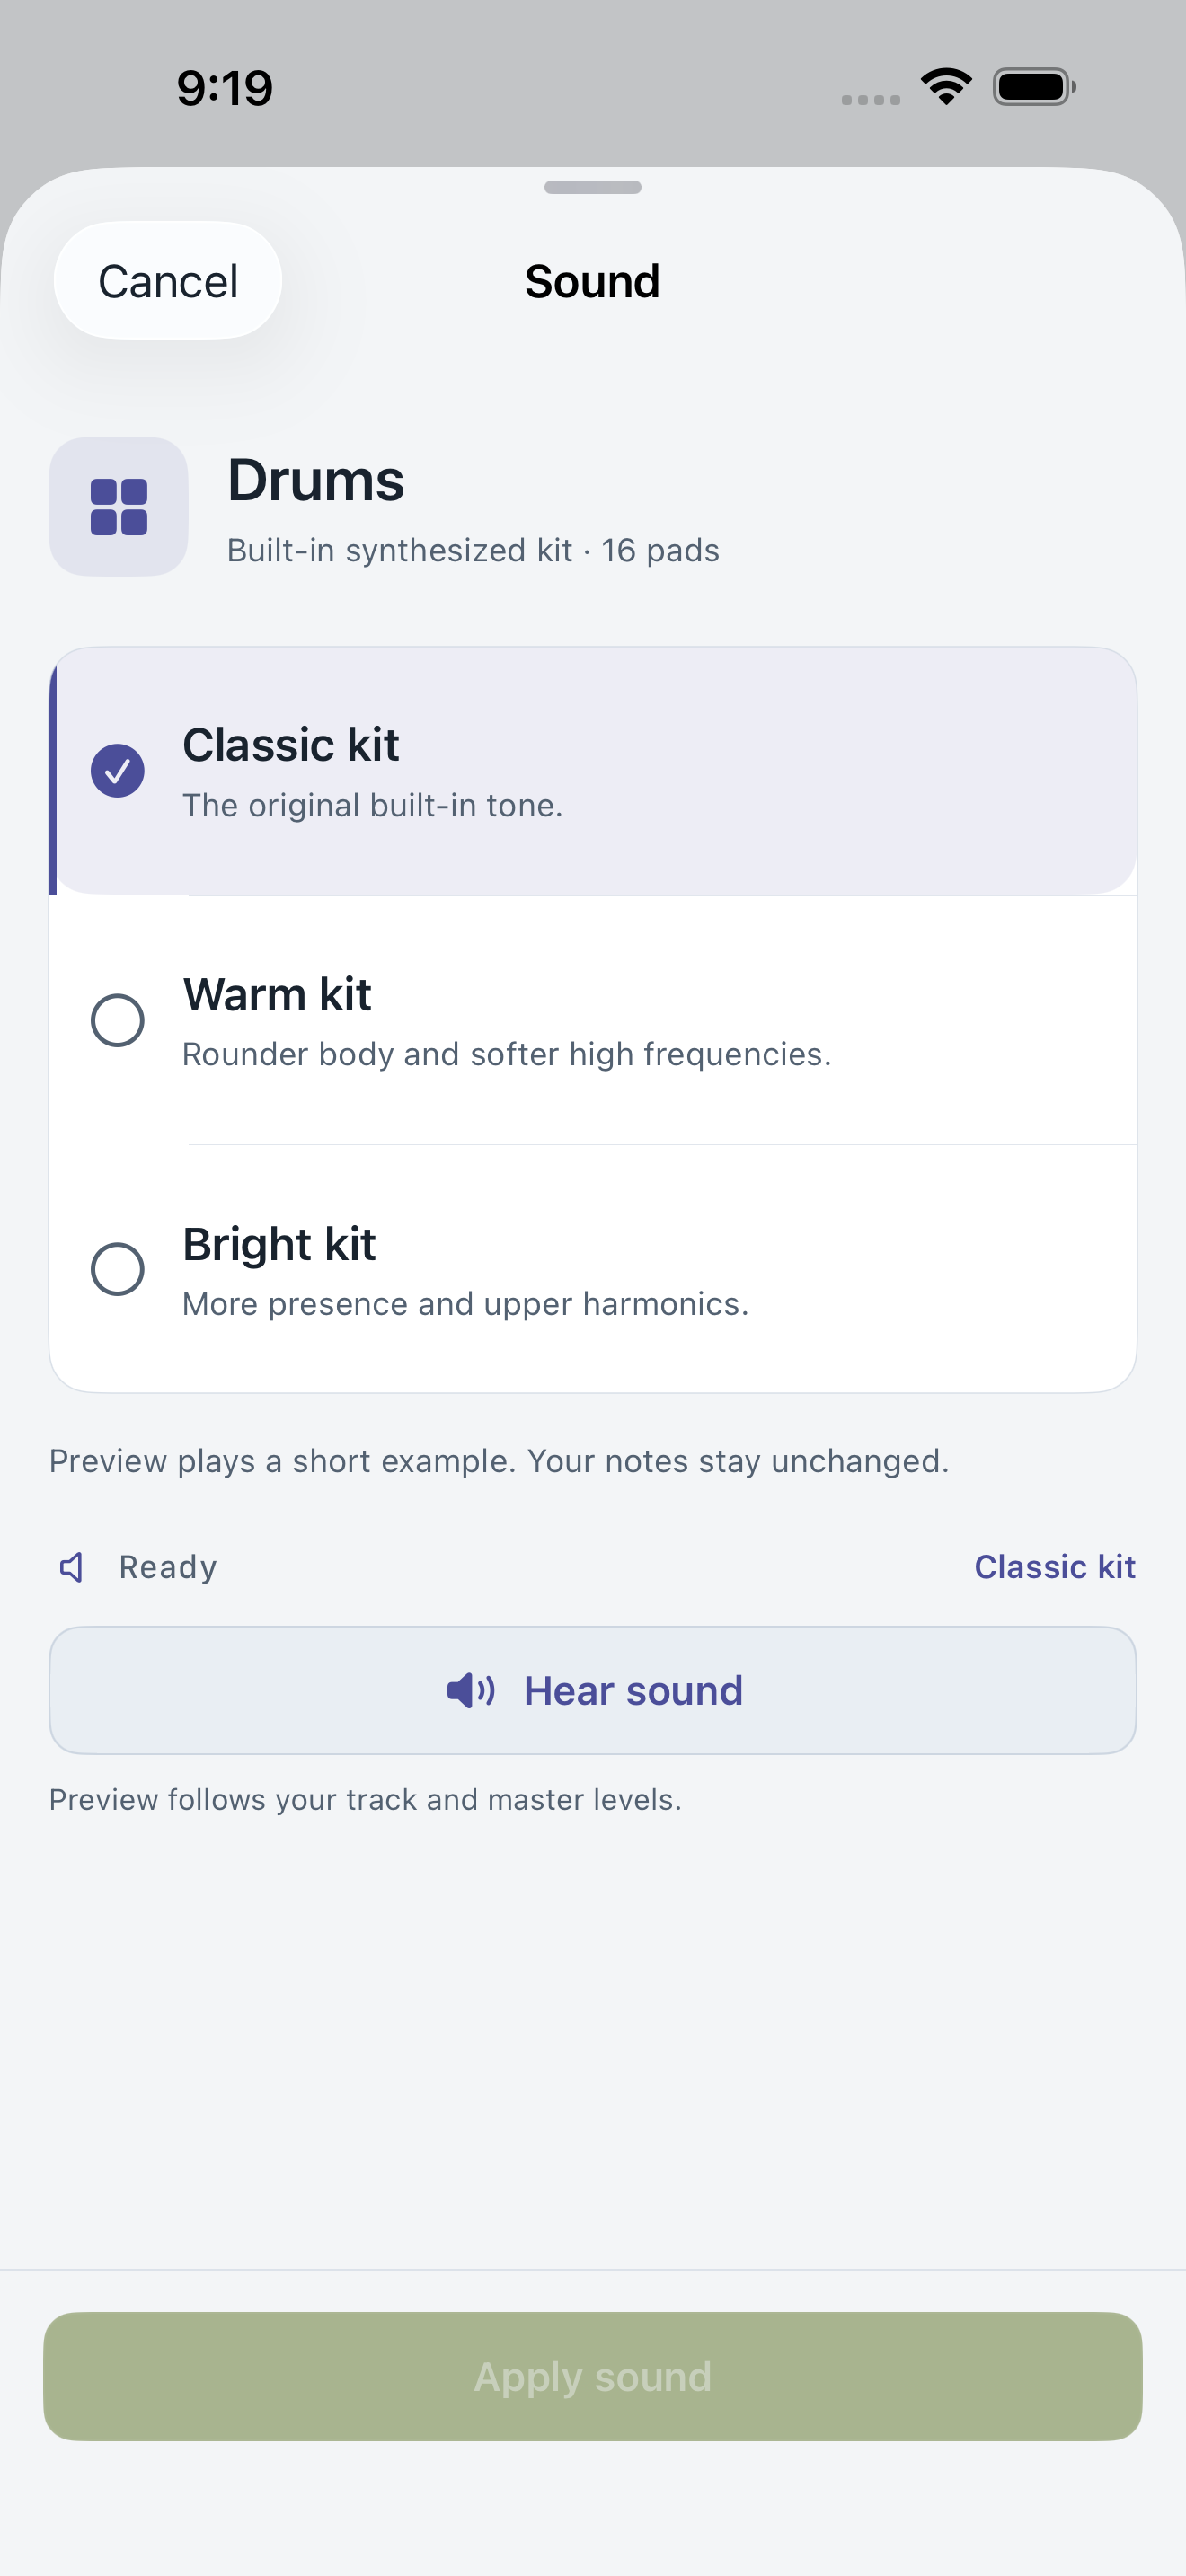 9:19
Cancel
Sound
Drums
Built-in synthesized kit · 16 pads
Classic kit
The original built-in tone.
Warm kit
Rounder body and softer high frequencies.
Bright kit
More presence and upper harmonics.
Preview plays a short example. Your notes stay unchanged.
Ready
Classic kit
Hear sound
Preview follows your track and master levels.
Apply sound